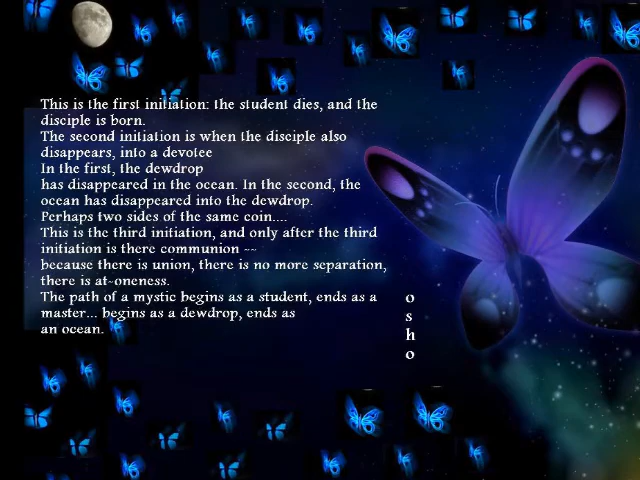 This is the first initiation: the student dies, and the
disciple is born.
The second initiation is when the disciple also
disappears, into a devotee
In the first, the dewdrop
has disappeared in the ocean. In the second, the
ocean has disappeared into the dewdrop.
Perhaps two sides of the same coin....
This is the third initiation, and only after the third
initiation is there communion ~~
because there is union, there is no more separation,
there is at-oneness.
The path of a mystic begins as a student, ends as a
master... begins as a dewdrop, ends as
an ocean.
o
s
h
o